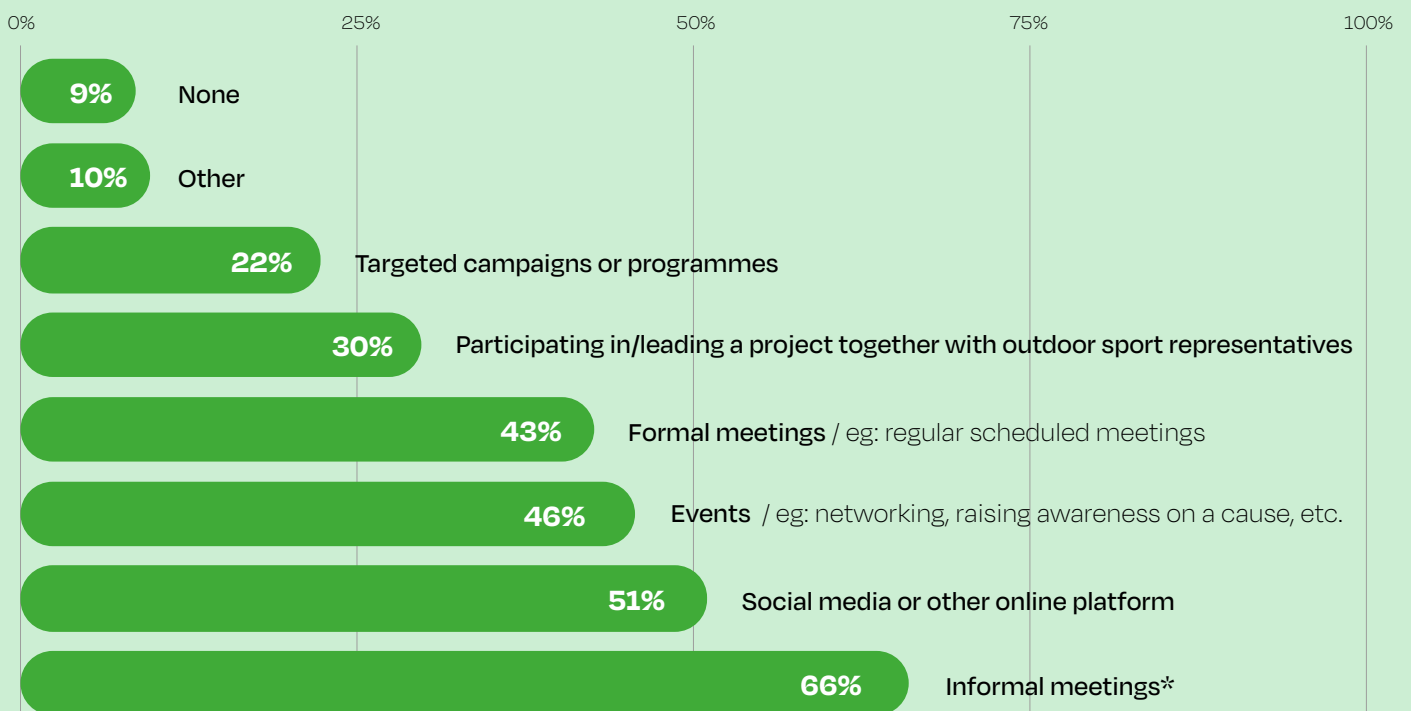 0% 25% 50% 75% 100%
9% None
10% Other
22% Targeted campaigns or programmes
30% Participating in/leading a project together with outdoor sport representatives
43% Formal meetings / eg: regular scheduled meetings
46% Events / eg: networking, raising awareness on a cause, etc.
51% Social media or other online platform
66% Informal meetings*